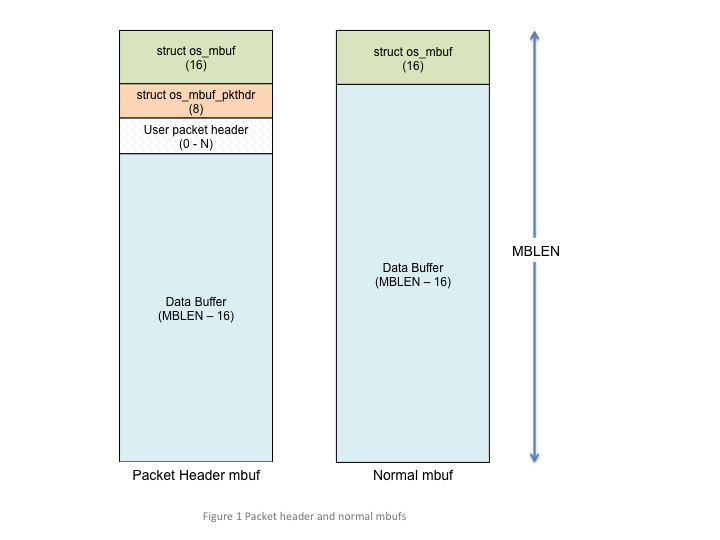 struct os_mbuf
(16)
struct os_mbuf_pkthdr
(8)
User packet header
(0 - N)
Data Buffer
(MBLEN – 16)
Packet Header mbuf
struct os_mbuf
(16)
Data Buffer
(MBLEN – 16)
Normal mbuf
MBLEN
Figure 1 Packet header and normal mbufs